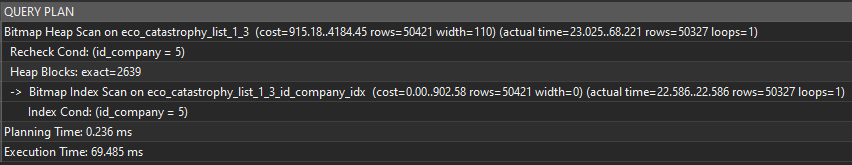 QUERY PLAN
Bitmap Heap Scan on eco_catastrophy_list_1_3 (cost=915.18..4184.45 rows=50421 width=110) (actual time=23.025..68.221 rows=50327 loops=1)
Recheck Cond: (id_company = 5)
Heap Blocks: exact=2639
-> Bitmap Index Scan on eco_catastrophy_list_1_3_id_company_idx (cost=0.00..902.58 rows=50421 width=0) (actual time=22.586..22.586 rows=50327 loops=1)
Index Cond: (id_company = 5)
Planning Time: 0.236 ms
Execution Time: 69.485 ms